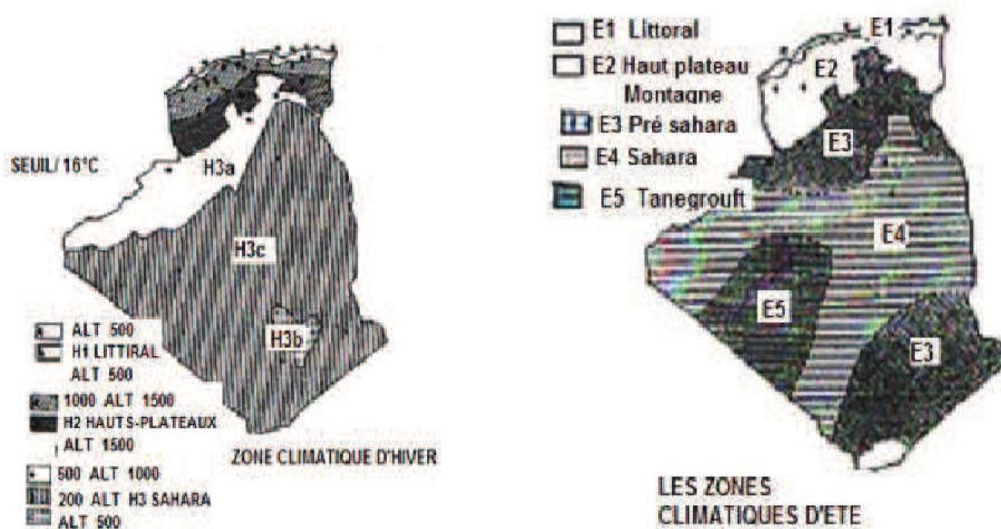 SEUIL/ 16°C
H3a
H3c
H3b
ALT 500
H1 LITTIRAL
ALT 500
1000 ALT 1500
H2 HAUTS-PLATEAUX
ALT 1500
500 ALT 1000
200 ALT H3 SAHARA
ALT 500
ZONE CLIMATIQUE D'HIVER
E1 Littoral
E2 Haut plateau
Montagne
E3 Pré sahara
E4 Sahara
E5 Tanegrouft
E1
E2
E3
E4
E5
E3
LES ZONES
CLIMATIQUES D'ETE